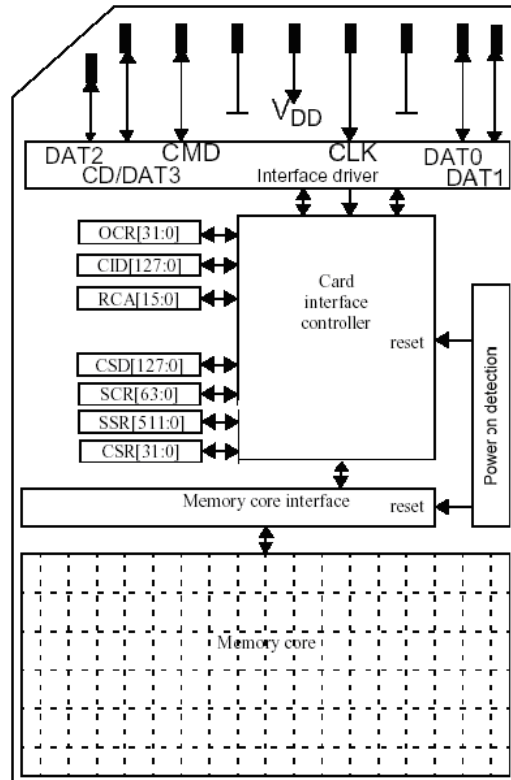 VDD
DAT2 CMD CLK DAT0
CD/DAT3 Interface driver DAT1
OCR[31:0]
CID[127:0]
RCA[15:0]
Card
interface
controller
reset
CSD[127:0]
SCR[63:0]
SSR[511:0]
CSR[31:0]
Power on detection
Memory core interface reset
Memory core